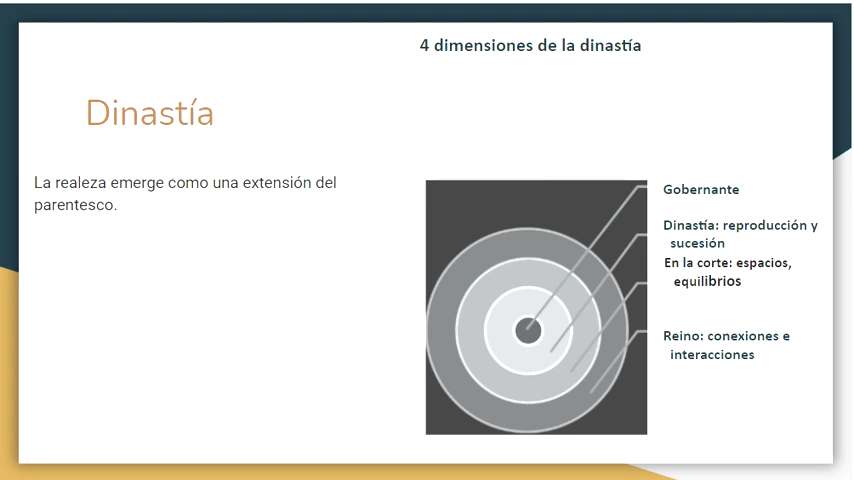 4 dimensiones de la dinastía
Dinastía
La realeza emerge como una extensión del
parentesco.
Gobernante
Dinastía: reproducción y
sucesión
En la corte: espacios,
equilibrios
Reino: conexiones e
interacciones